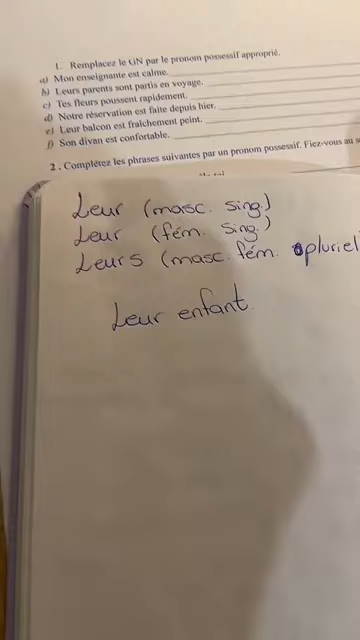 1. Remplacez le GN par le pronom possessif approprié.
a) Mon enseignante est calme.
b) Leurs parents sont partis en voyage.
c) Tes fleurs poussent rapidement.
d) Notre réservation est faite depuis hier.
e) Leur balcon est fraîchement peint.
f) Son divan est confortable.
2. Complétez les phrases suivantes par un pronom possessif. Fiez-vous au
Leur (masc. sing.)
Leur (fém. sing.)
Leurs (masc. fém. pluriel
Leur enfant.